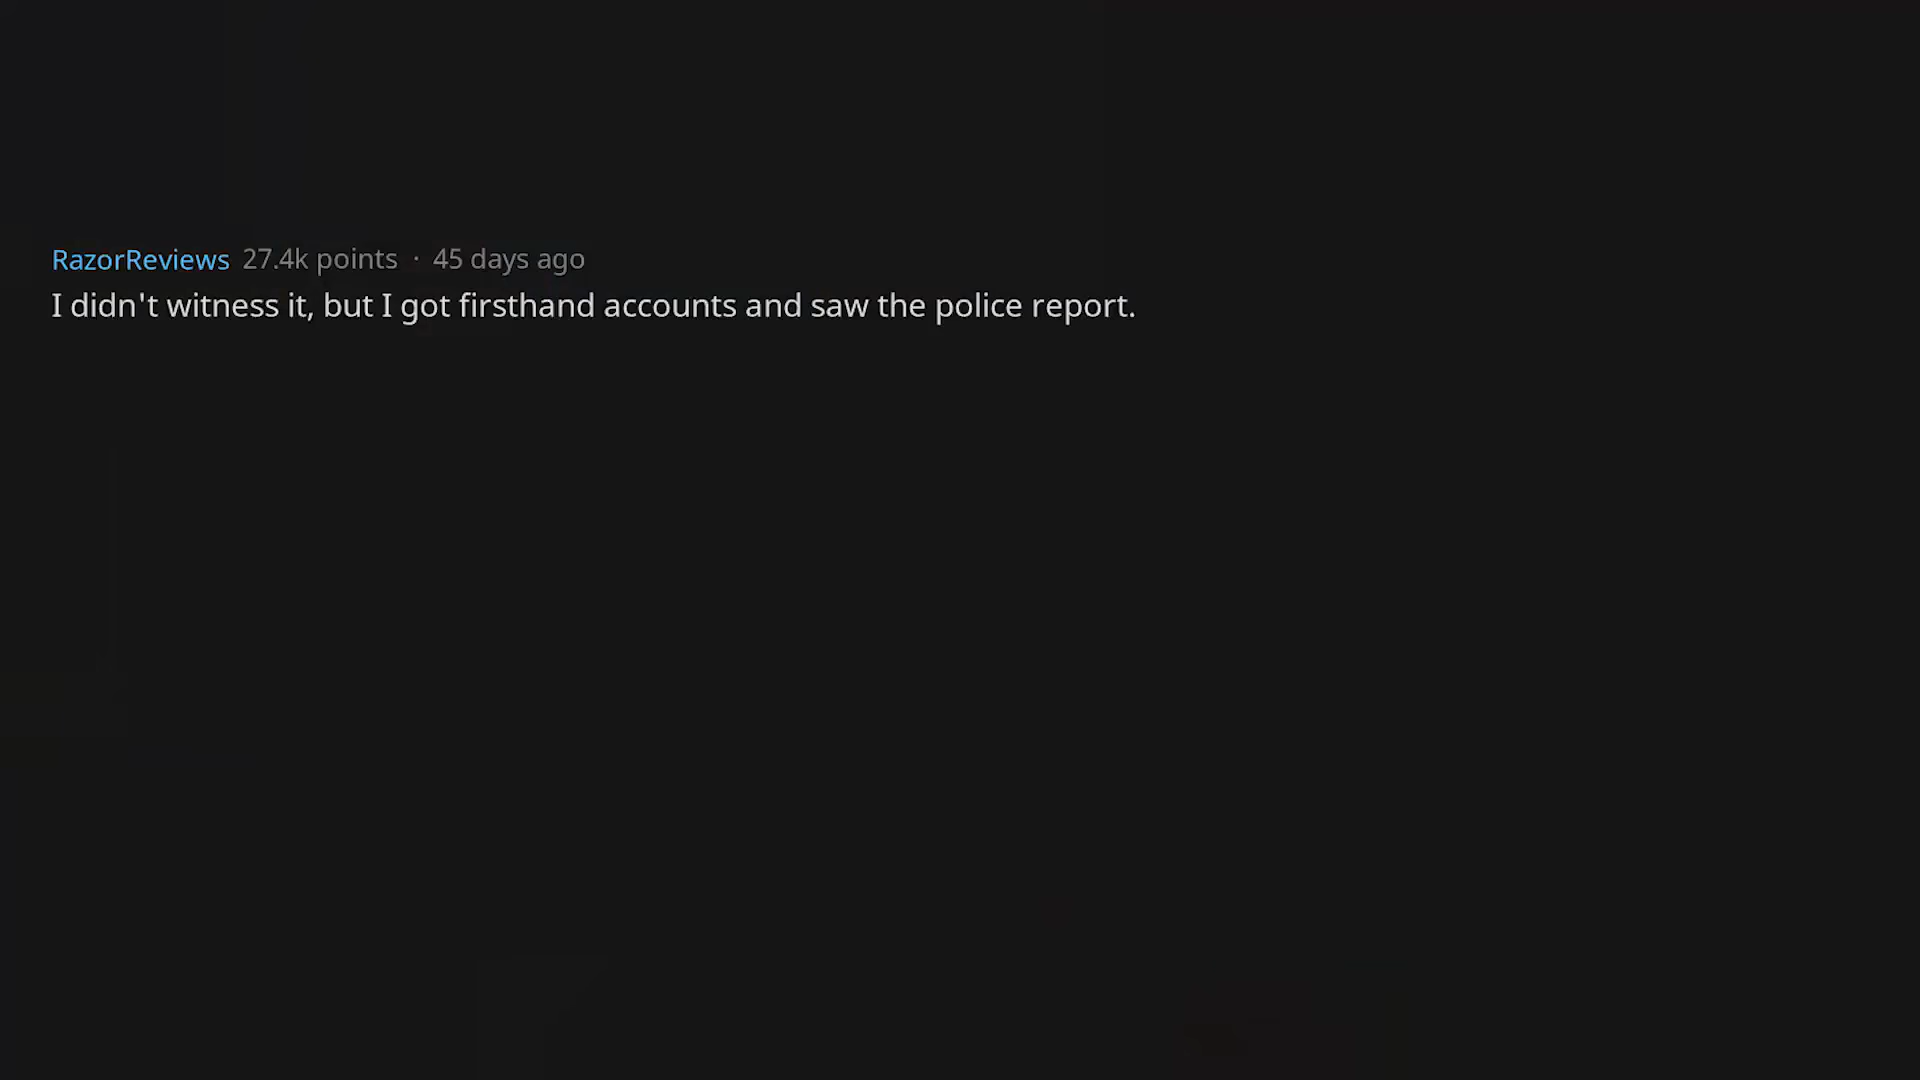 RazorReviews 27.4k points · 45 days ago
I didn't witness it, but I got firsthand accounts and saw the police report.